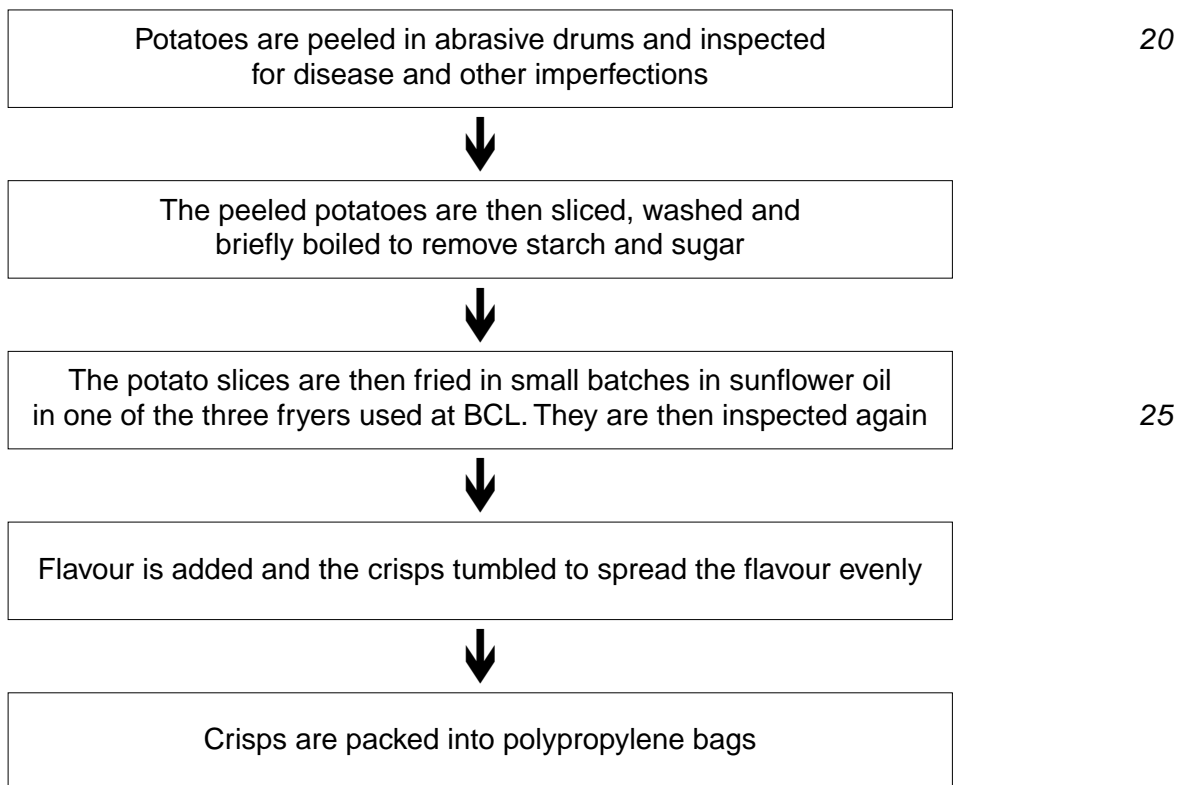 Potatoes are peeled in abrasive drums and inspected 20
for disease and other imperfections
The peeled potatoes are then sliced, washed and
briefly boiled to remove starch and sugar
The potato slices are then fried in small batches in sunflower oil
in one of the three fryers used at BCL. They are then inspected again 25
Flavour is added and the crisps tumbled to spread the flavour evenly
Crisps are packed into polypropylene bags